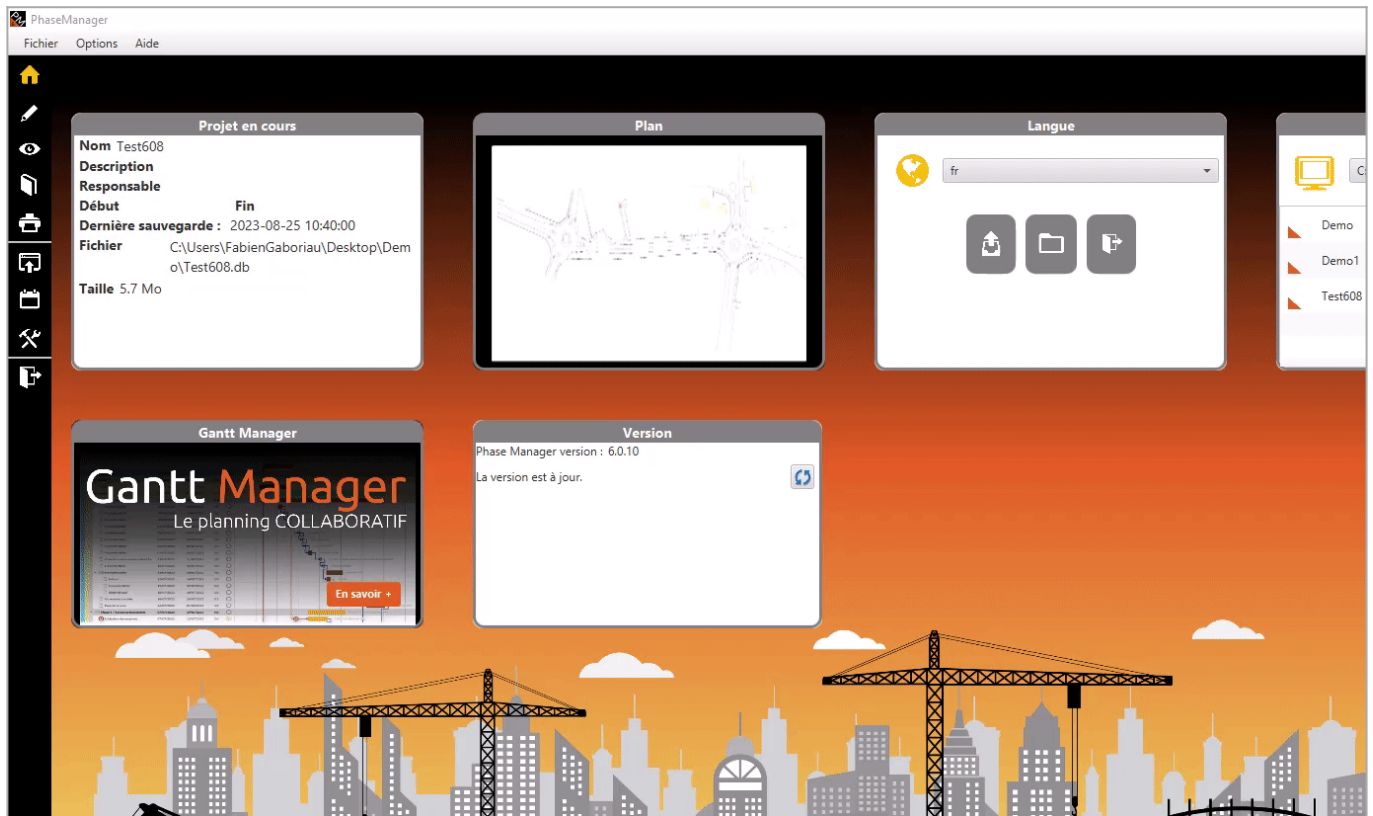 PhaseManager
Fichier Options Aide
Projet en cours
Nom Test608
Description
Responsable
Début Fin
Dernière sauvegarde : 2023-08-25 10:40:00
Fichier C:\Users\FabienGaboriau\Desktop\Dem
o\Test608.db
Taille 5.7 Mo
Plan
Langue
fr
C:
Demo
Demo1
Test608
Gantt Manager
Gantt Manager
Le planning COLLABORATIF
En savoir +
Version
Phase Manager version : 6.0.10
La version est à jour.